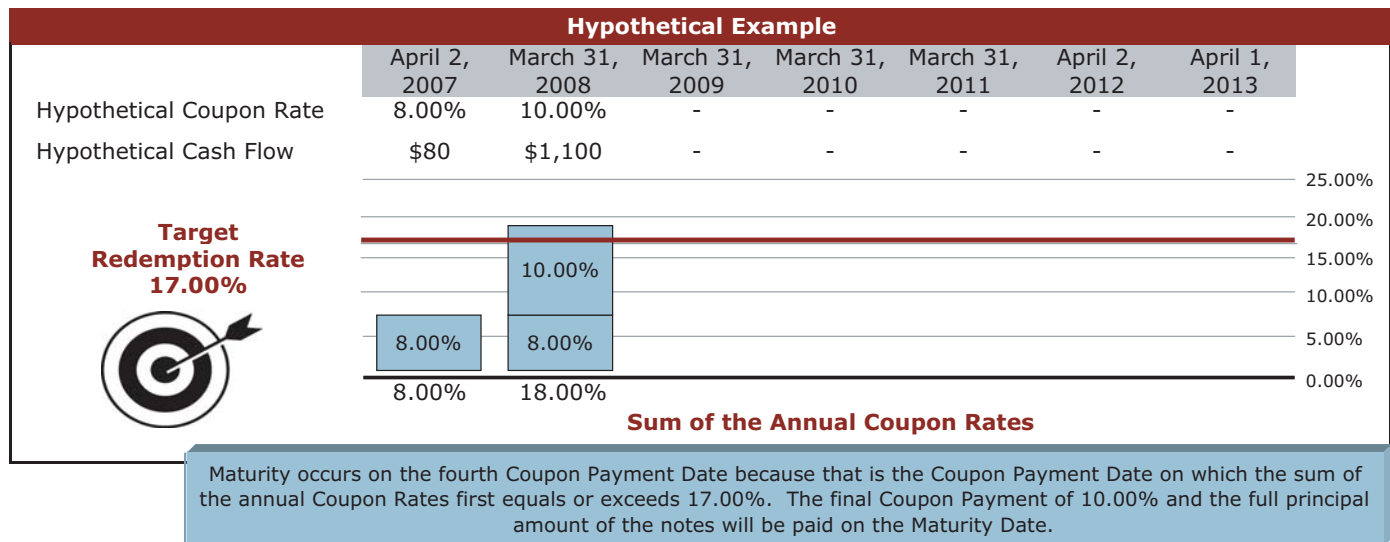 Hypothetical Example
April 2, March 31, March 31, March 31, March 31, April 2, April 1,
2007 2008 2009 2010 2011 2012 2013
Hypothetical Coupon Rate 8.00% 10.00% - - - - -
Hypothetical Cash Flow $80 $1,100 - - - - -
25.00%
20.00%
Target
Redemption Rate
17.00%
15.00%
10.00%
10.00%
8.00% 8.00%
5.00%
0.00%
8.00% 18.00%
Sum of the Annual Coupon Rates
Maturity occurs on the fourth Coupon Payment Date because that is the Coupon Payment Date on which the sum of
the annual Coupon Rates first equals or exceeds 17.00%.  The final Coupon Payment of 10.00% and the full principal
amount of the notes will be paid on the Maturity Date.